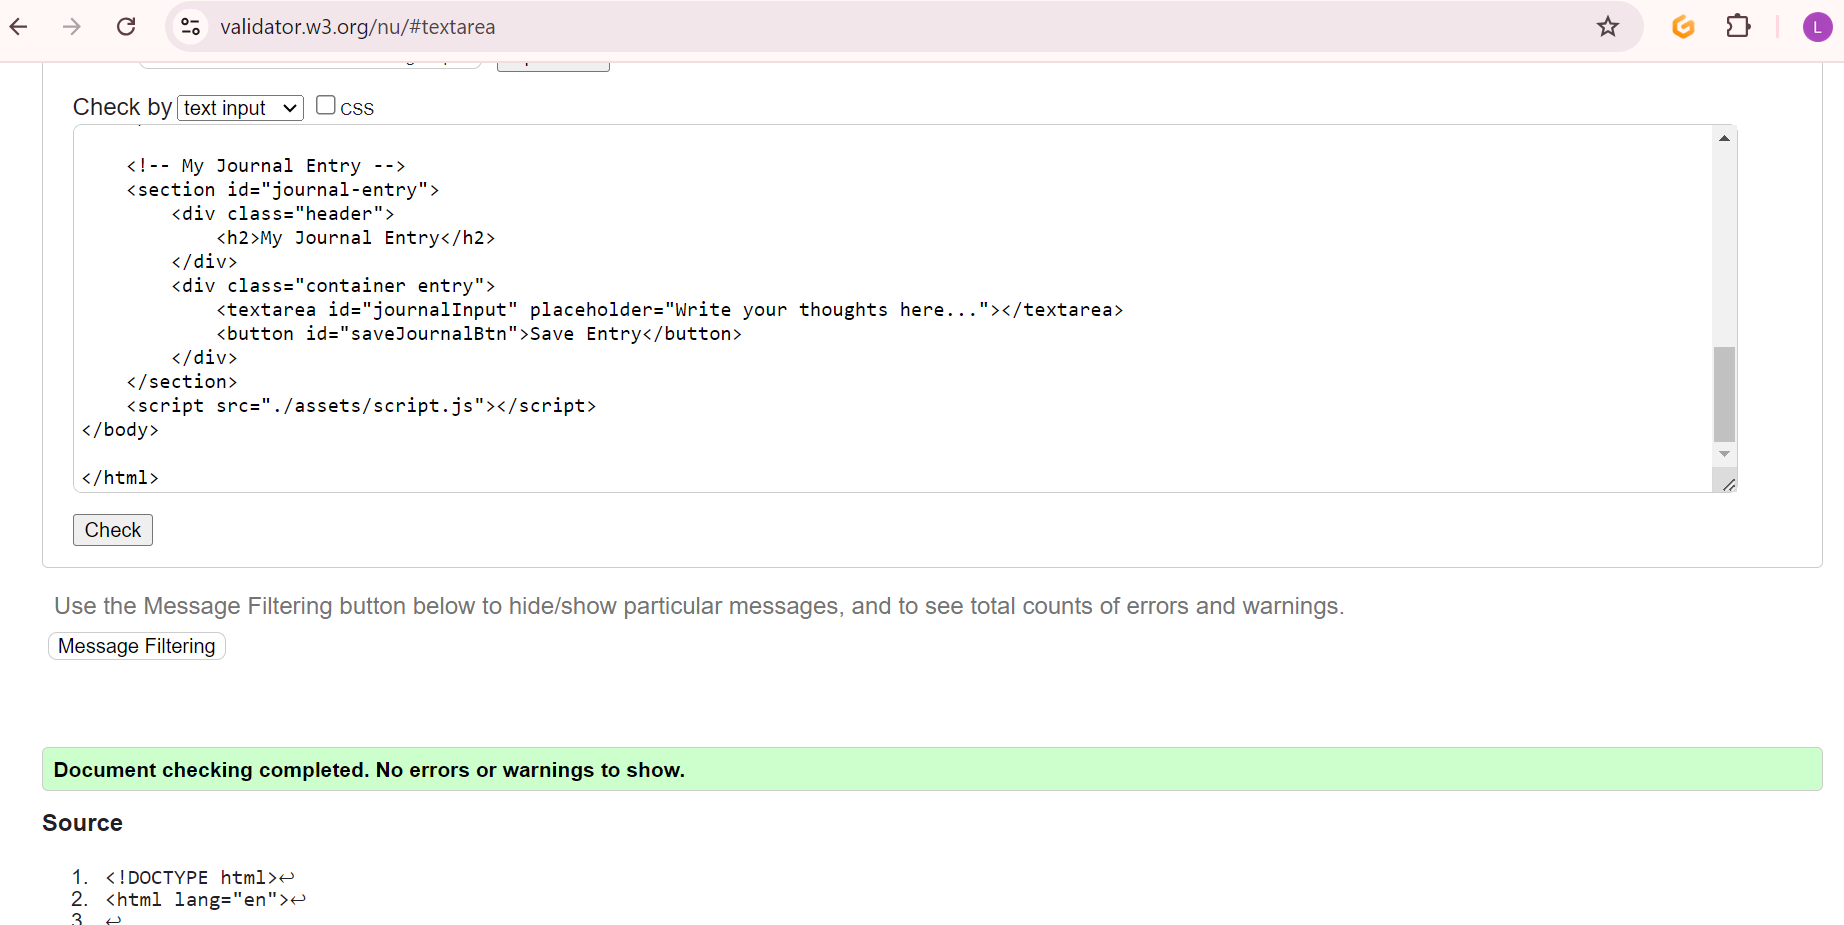 validator.w3.org/nu/#textarea
L
Check by text input CSS
<!-- My Journal Entry -->
<section id="journal-entry">
<div class="header">
<h2>My Journal Entry</h2>
</div>
<div class="container entry">
<textarea id="journalInput" placeholder="Write your thoughts here..."></textarea>
<button id="saveJournalBtn">Save Entry</button>
</div>
</section>
<script src="./assets/script.js"></script>
</body>
</html>
Check
Use the Message Filtering button below to hide/show particular messages, and to see total counts of errors and warnings.
Message Filtering
Document checking completed. No errors or warnings to show.
Source
1. <!DOCTYPE html>↩
2. <html lang="en">↩
3. ↩